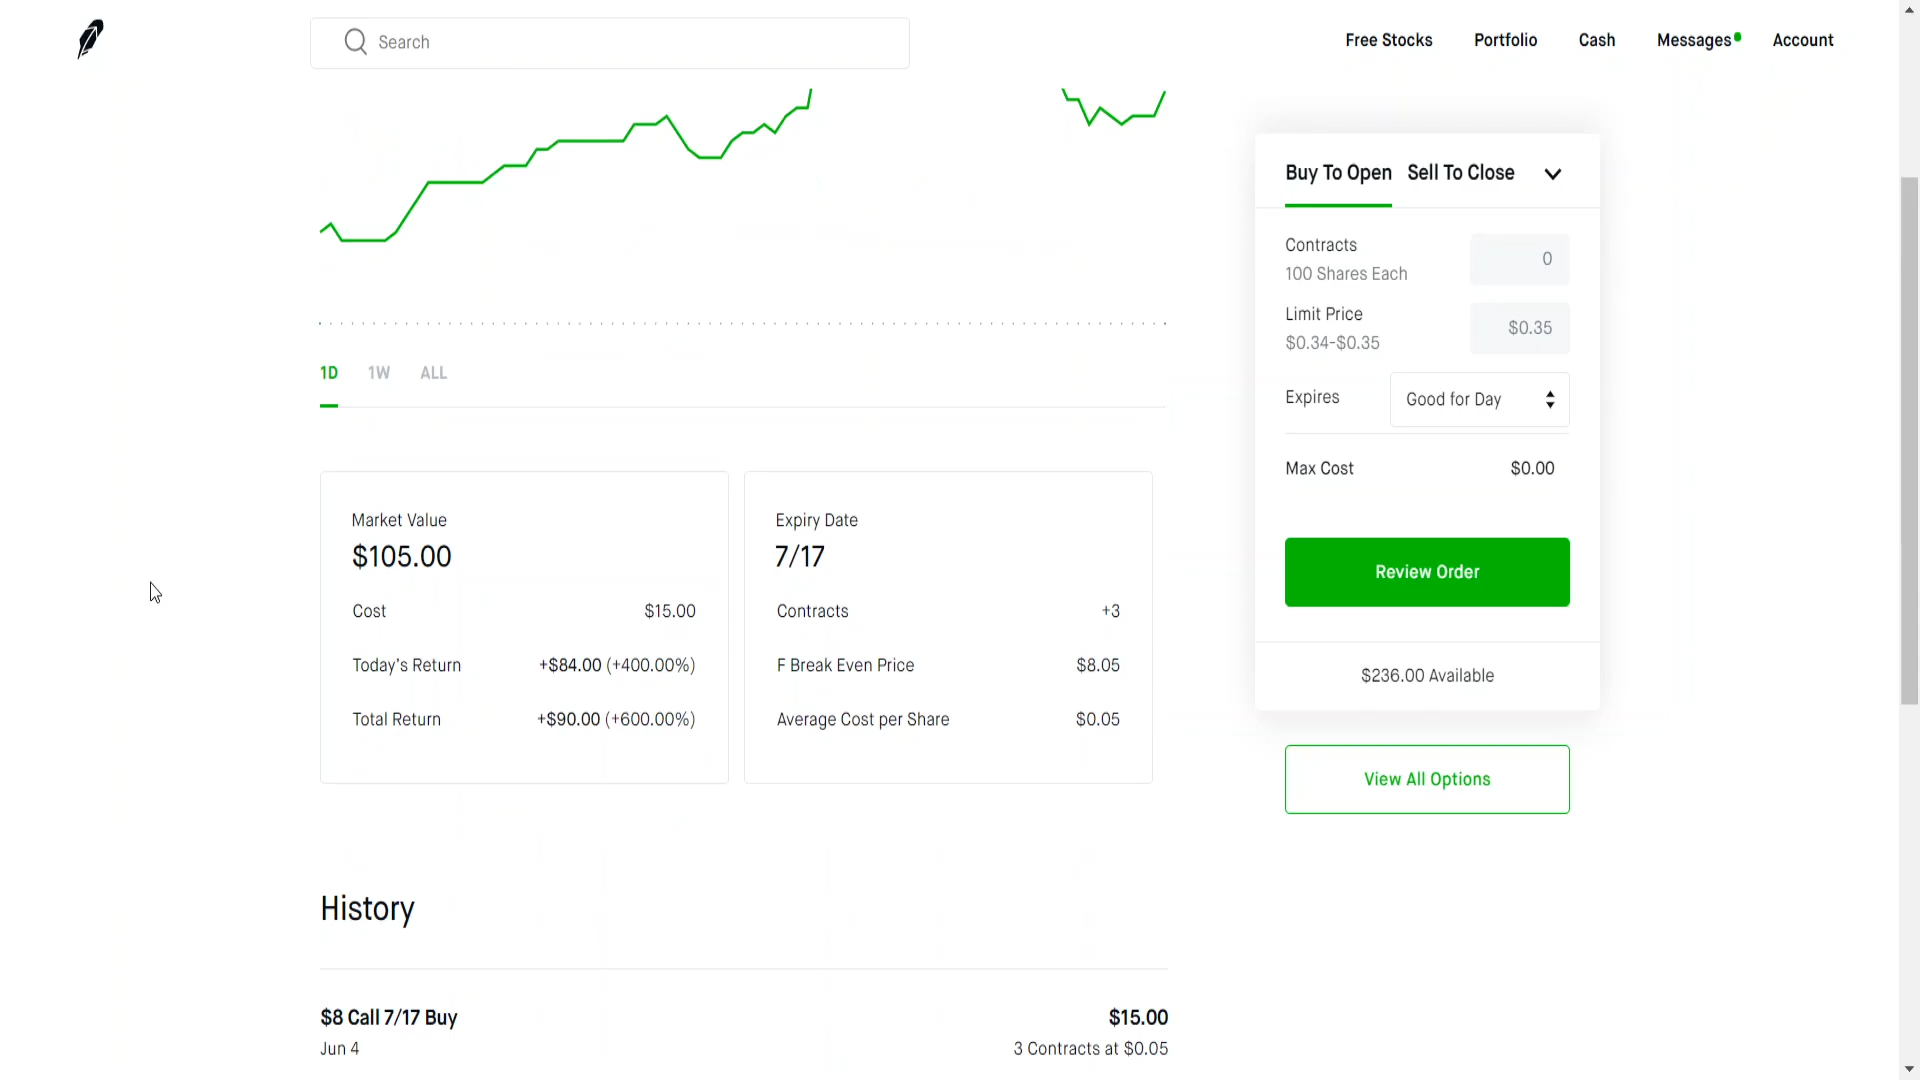 Search
Free Stocks
Portfolio
Cash
Messages
Account
Buy To Open
Sell To Close
Contracts
100 Shares Each
0
Limit Price
$0.34-$0.35
$0.35
Expires
Good for Day
Max Cost
$0.00
Review Order
$236.00 Available
View All Options
1D
1W
ALL
Market Value
$105.00
Cost
$15.00
Today's Return
+$84.00 (+400.00%)
Total Return
+$90.00 (+600.00%)
Expiry Date
7/17
Contracts
+3
F Break Even Price
$8.05
Average Cost per Share
$0.05
History
$8 Call 7/17 Buy
$15.00
Jun 4
3 Contracts at $0.05